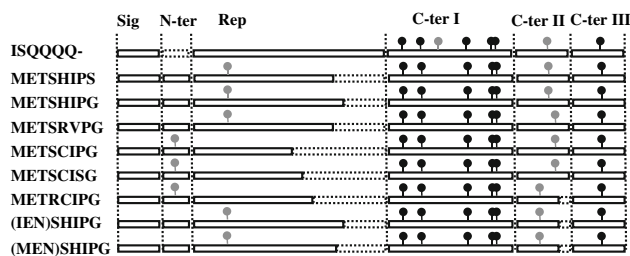 Sig N-ter Rep C-ter I C-ter II C-ter III
ISQQQQ-
METSHIPS
METSHIPG
METSRVPG
METSCIPG
METSCISG
METRCIPG
(IEN)SHIPG
(MEN)SHIPG